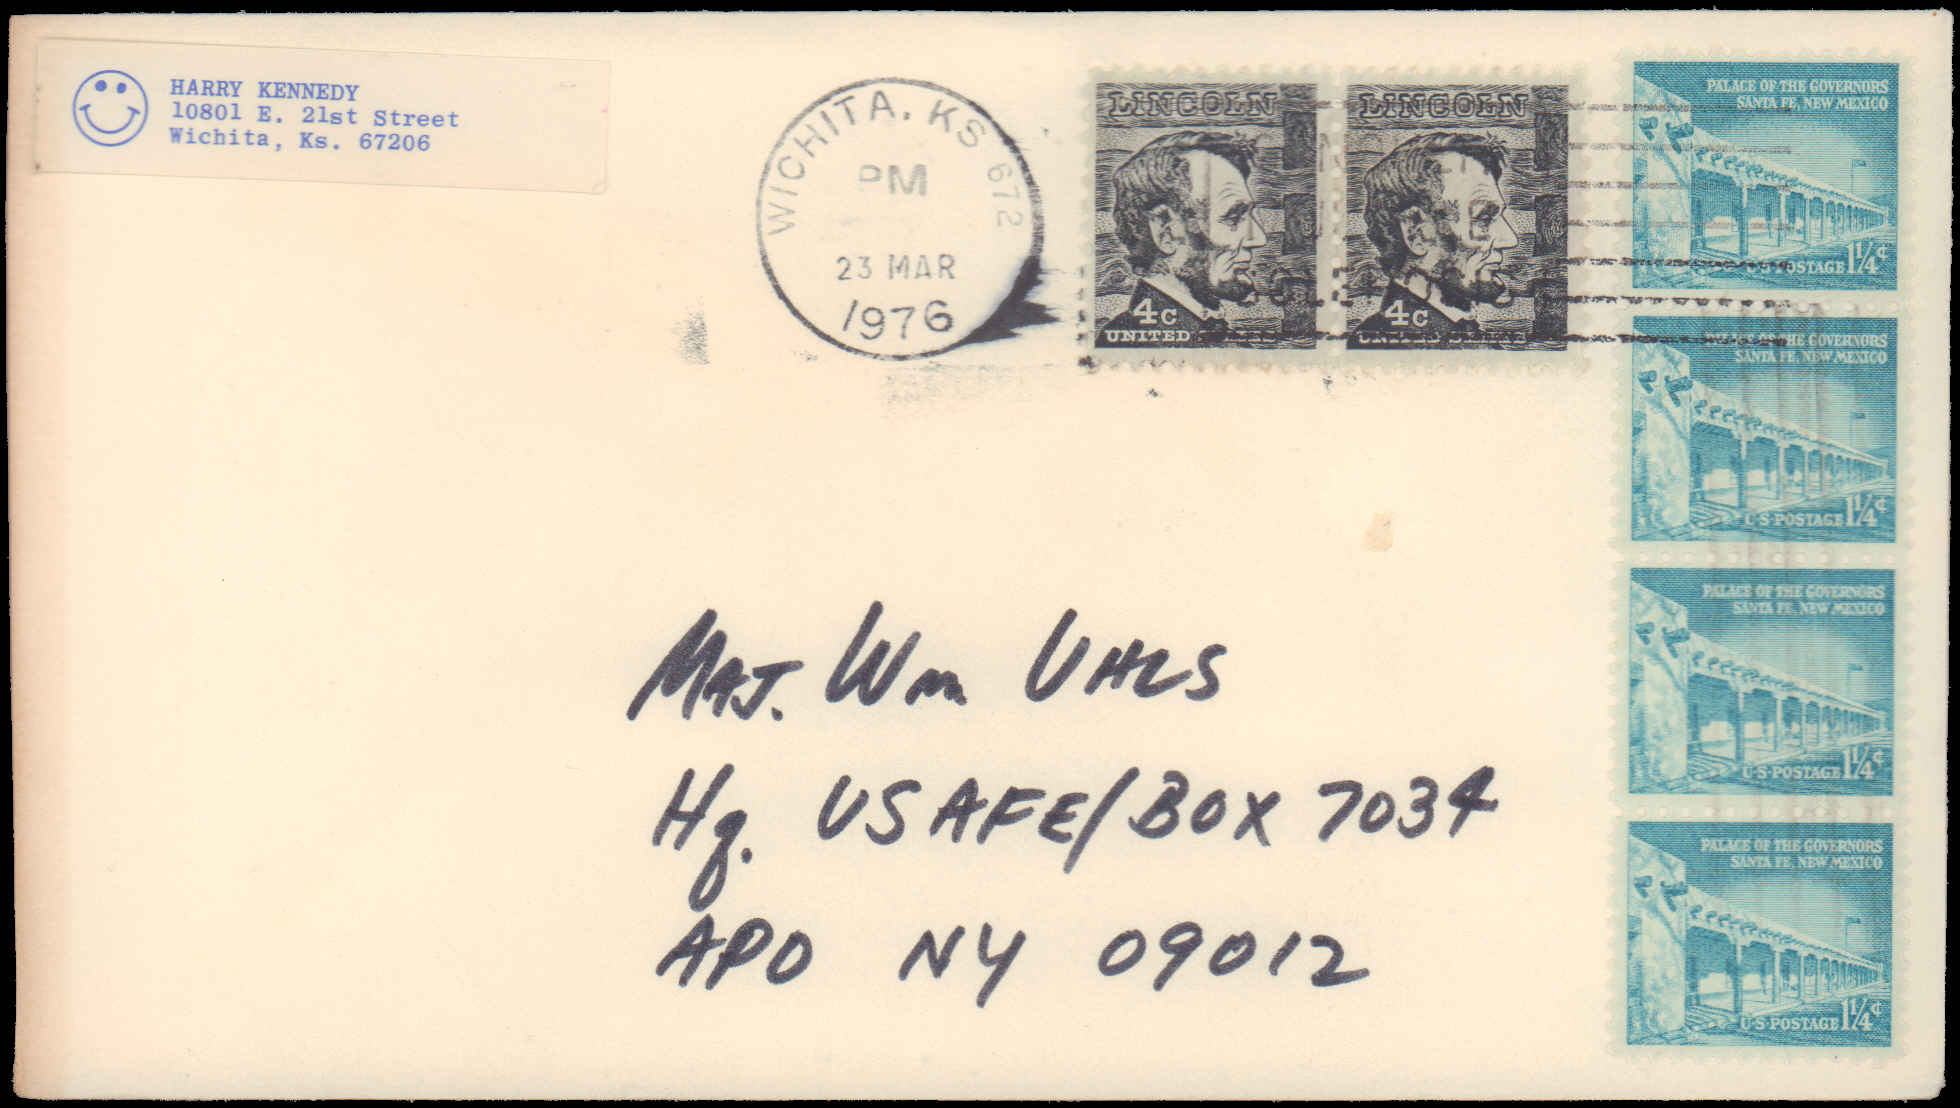 HARRY KENNEDY
10801 E. 21st Street
Wichita, Ks. 67206
WICHITA, KS 672
PM
23 MAR
1976
LINCOLN
4c
UNITED
LINCOLN
4c
UNITED STATES
PALACE OF THE GOVERNORS
SANTA FE, NEW MEXICO
U·S·POSTAGE 1¼¢
PALACE OF THE GOVERNORS
SANTA FE, NEW MEXICO
U·S·POSTAGE 1¼¢
PALACE OF THE GOVERNORS
SANTA FE, NEW MEXICO
U·S·POSTAGE 1¼¢
PALACE OF THE GOVERNORS
SANTA FE, NEW MEXICO
U·S·POSTAGE 1¼¢
MAJ. Wm UHLS
Hq. USAFE/BOX 7034
APO NY 09012